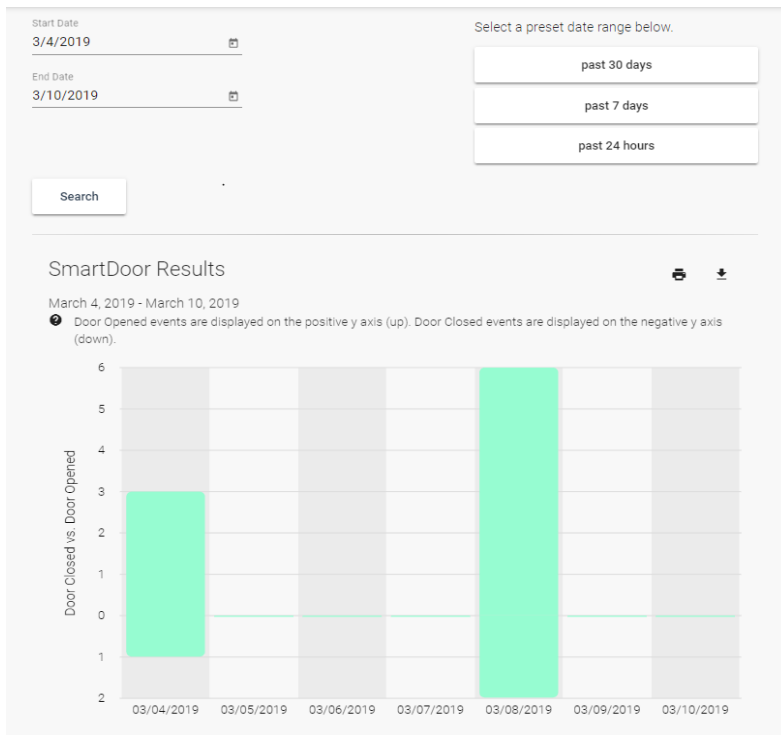 Start Date
3/4/2019
End Date
3/10/2019
Select a preset date range below.
past 30 days
past 7 days
past 24 hours
Search
SmartDoor Results
March 4, 2019 - March 10, 2019
Door Opened events are displayed on the positive y axis (up). Door Closed events are displayed on the negative y axis
(down).
Door Closed vs. Door Opened
6
5
4
3
2
1
0
1
2
03/04/2019 03/05/2019 03/06/2019 03/07/2019 03/08/2019 03/09/2019 03/10/2019